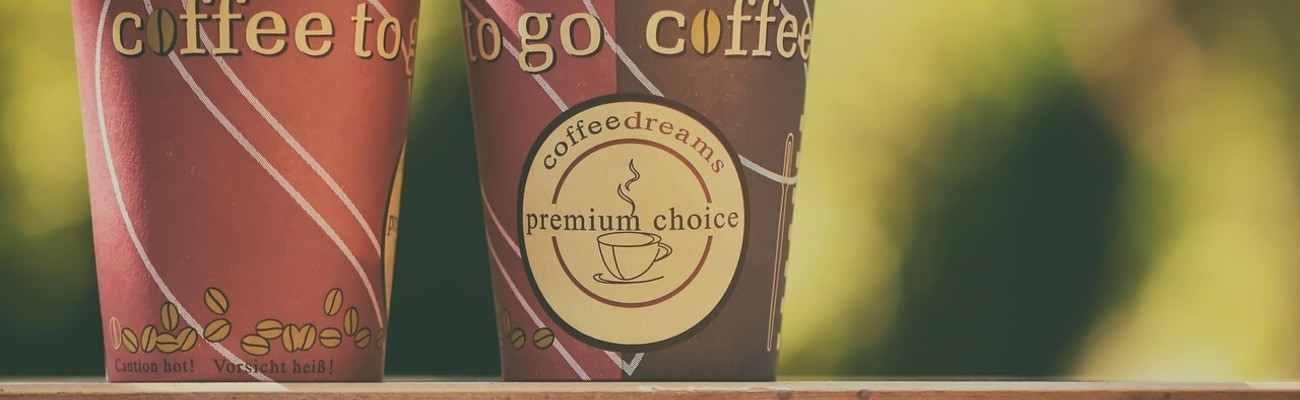 coffee to g
Caution hot! Vorsicht heiß!
to go coffee
coffeedreams
premium choice